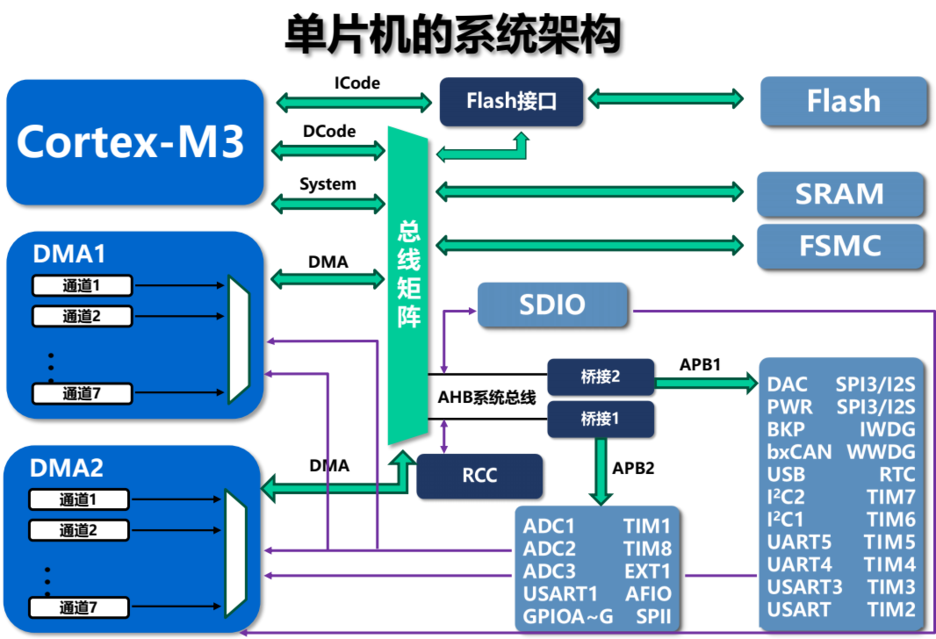 单片机的系统架构
Cortex-M3
ICode
Flash接口
Flash
DCode
System
SRAM
FSMC
总线矩阵
DMA1
通道1
通道2
通道7
DMA
SDIO
AHB系统总线
桥接2
桥接1
APB1
APB2
RCC
DMA2
通道1
通道2
通道7
DMA
ADC1 TIM1
ADC2 TIM8
ADC3 EXT1
USART1 AFIO
GPIOA~G SPII
DAC SPI3/I2S
PWR SPI3/I2S
BKP IWDG
bxCAN WWDG
USB RTC
I²C2 TIM7
I²C1 TIM6
UART5 TIM5
UART4 TIM4
USART3 TIM3
USART TIM2